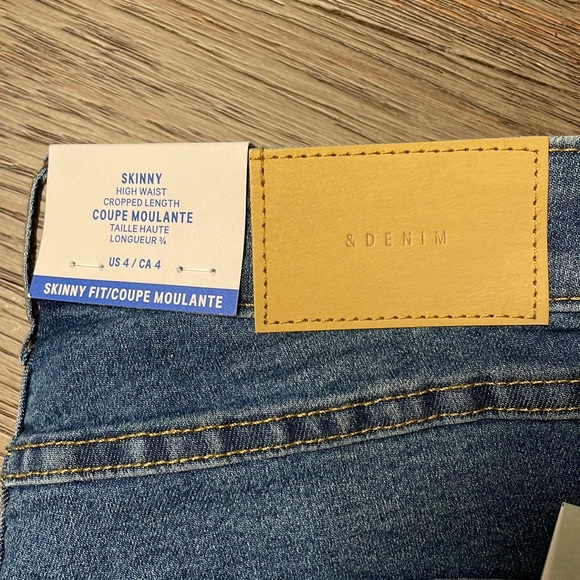 SKINNY
HIGH WAIST
CROPPED LENGTH
COUPE MOULANTE
TAILLE HAUTE
LONGUEUR ¾
US 4 / CA 4
SKINNY FIT/COUPE MOULANTE
& DENIM